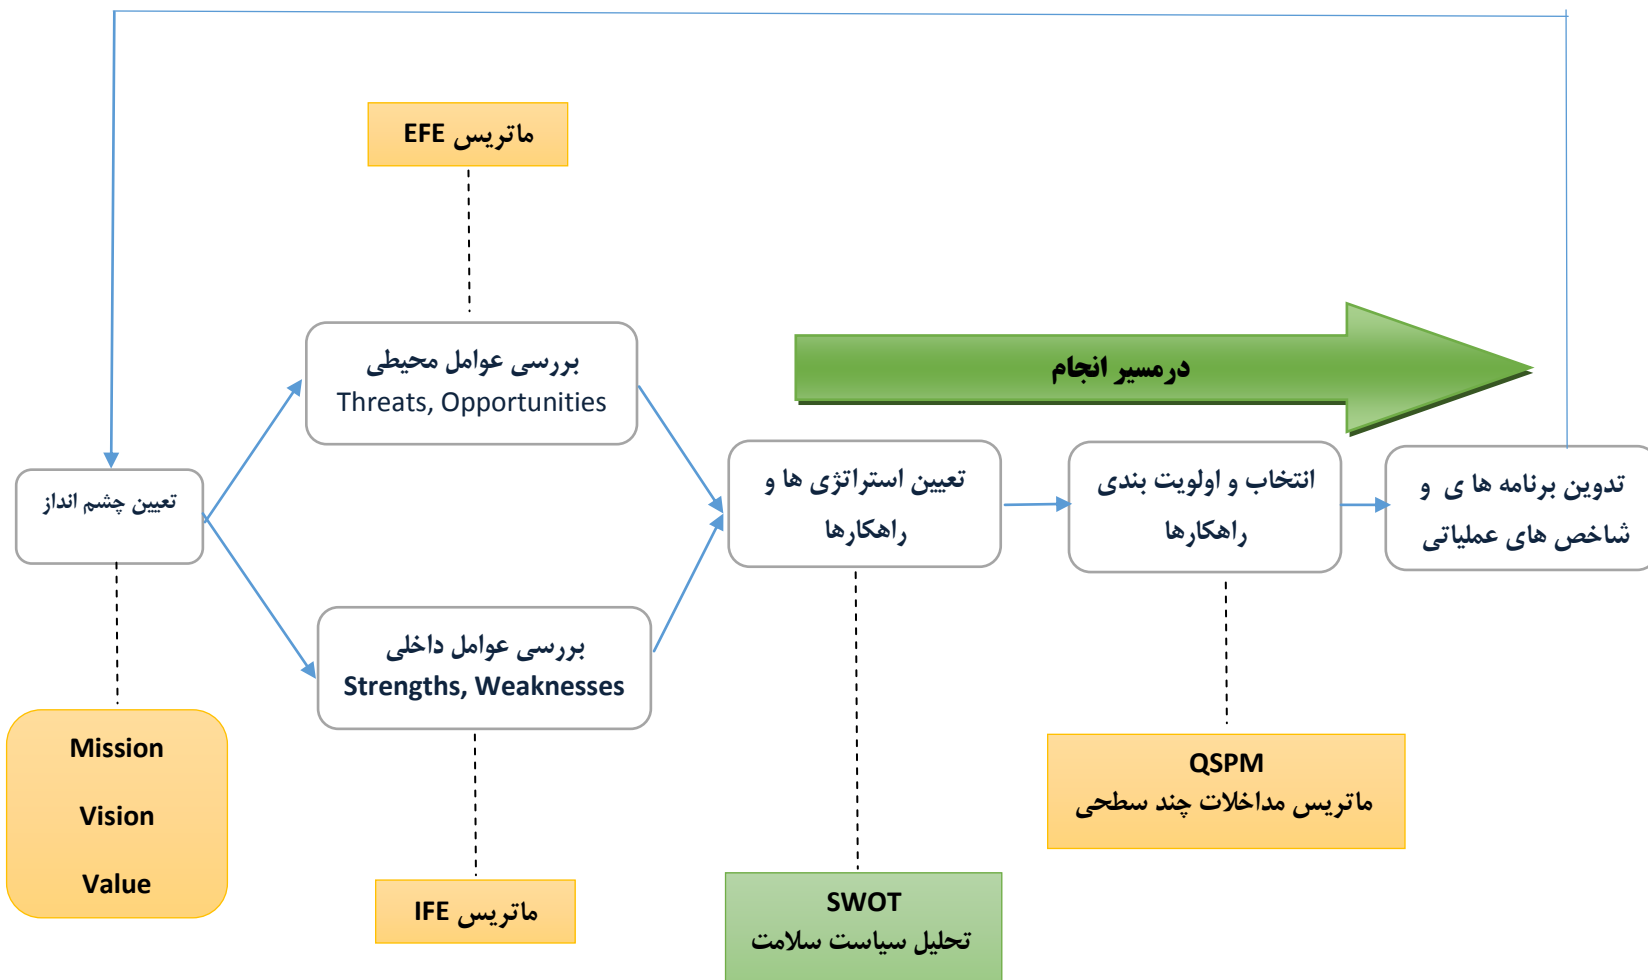 ماتریس EFE
بررسی عوامل محیطی
Threats, Opportunities
درمسیر انجام
تعیین چشم انداز
تعیین استراتژی ها و
راهکارها
انتخاب و اولویت بندی
راهکارها
تدوین برنامه ها ی و
شاخص های عملیاتی
بررسی عوامل داخلی
Strengths, Weaknesses
Mission
Vision
Value
ماتریس IFE
SWOT
تحلیل سیاست سلامت
QSPM
ماتریس مداخلات چند سطحی